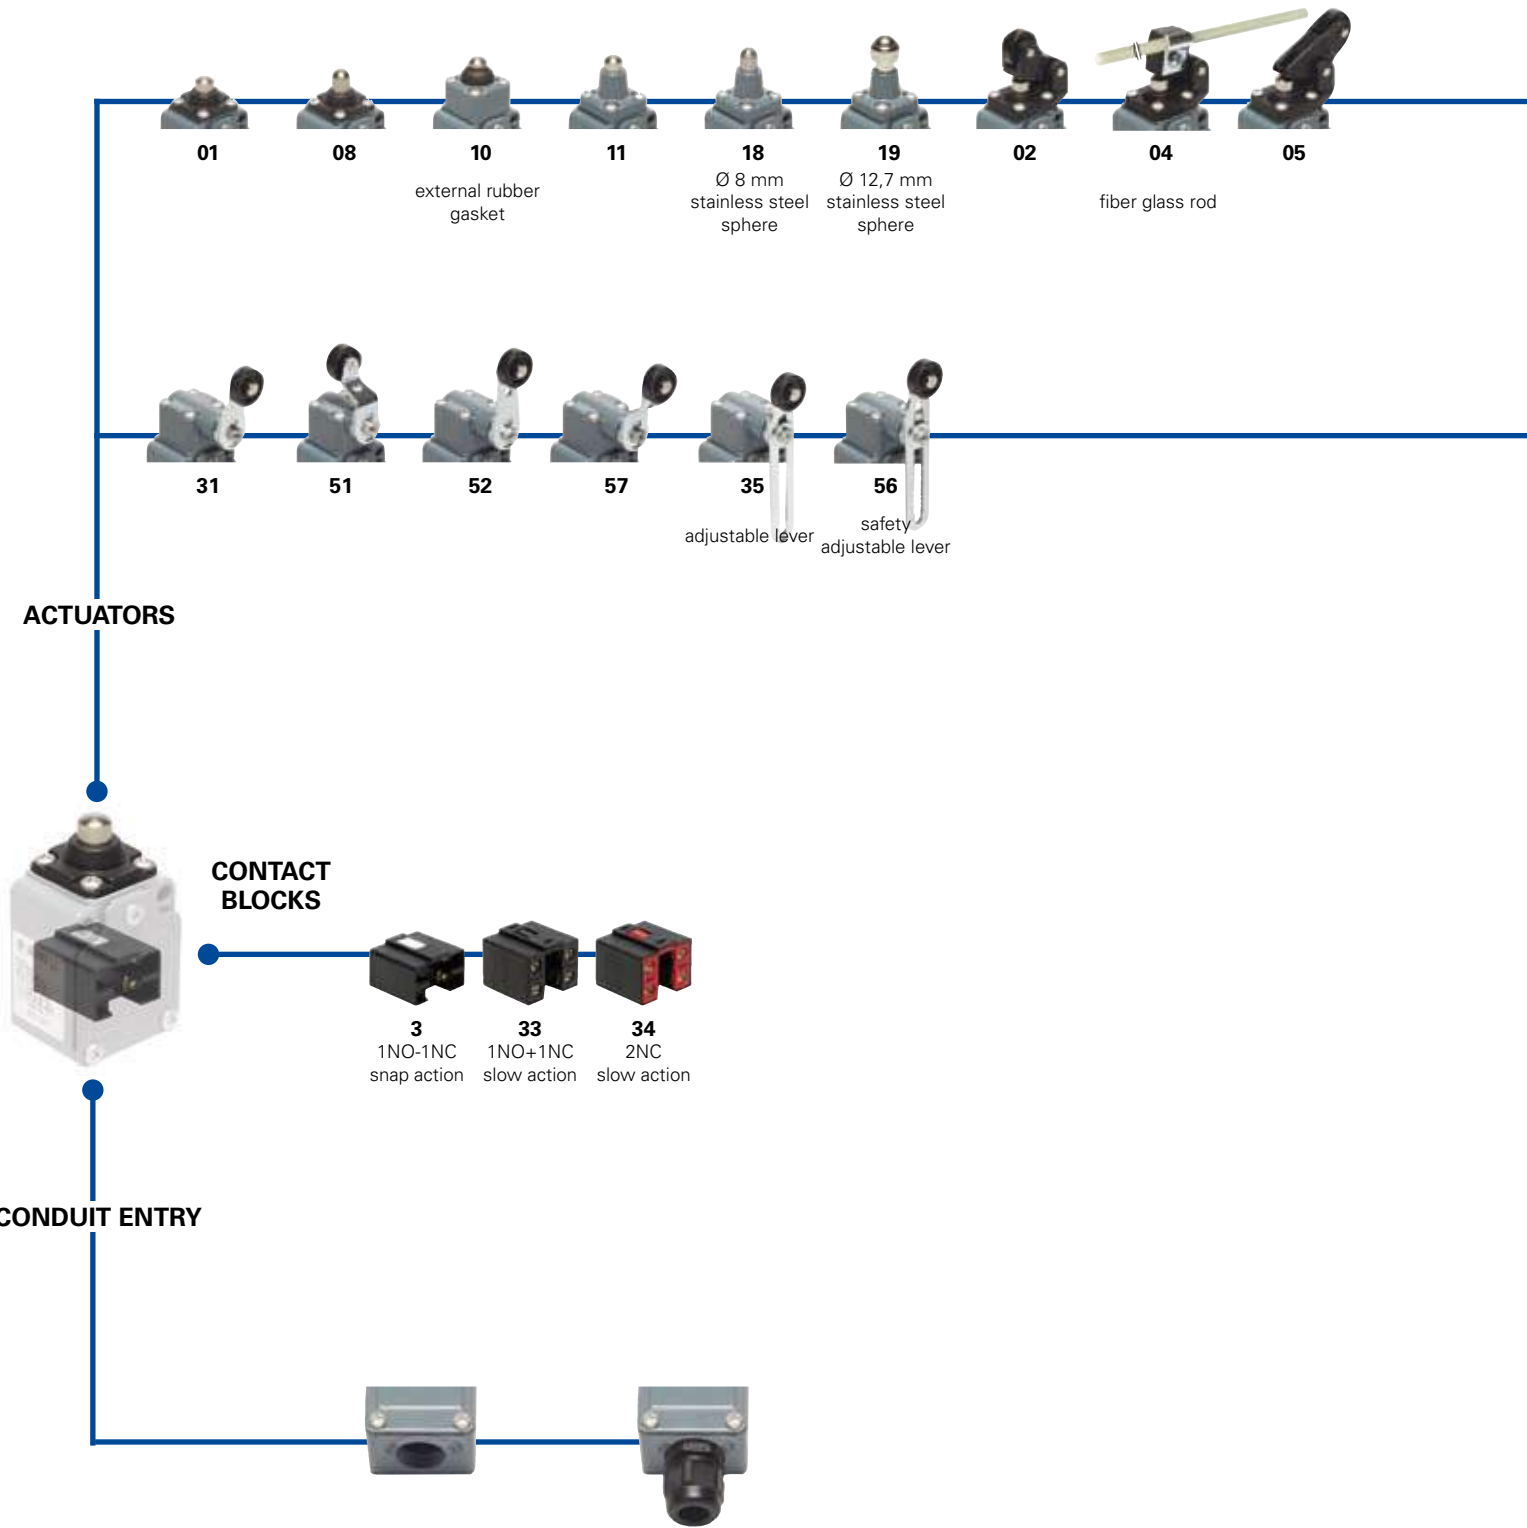 01
08
10
external rubber
gasket
11
18
Ø 8 mm
stainless steel
sphere
19
Ø 12,7 mm
stainless steel
sphere
02
04
fiber glass rod
05
31
51
52
57
35
adjustable lever
56
safety
adjustable lever
ACTUATORS
CONTACT
BLOCKS
3
1NO-1NC
snap action
33
1NO+1NC
slow action
34
2NC
slow action
CONDUIT ENTRY